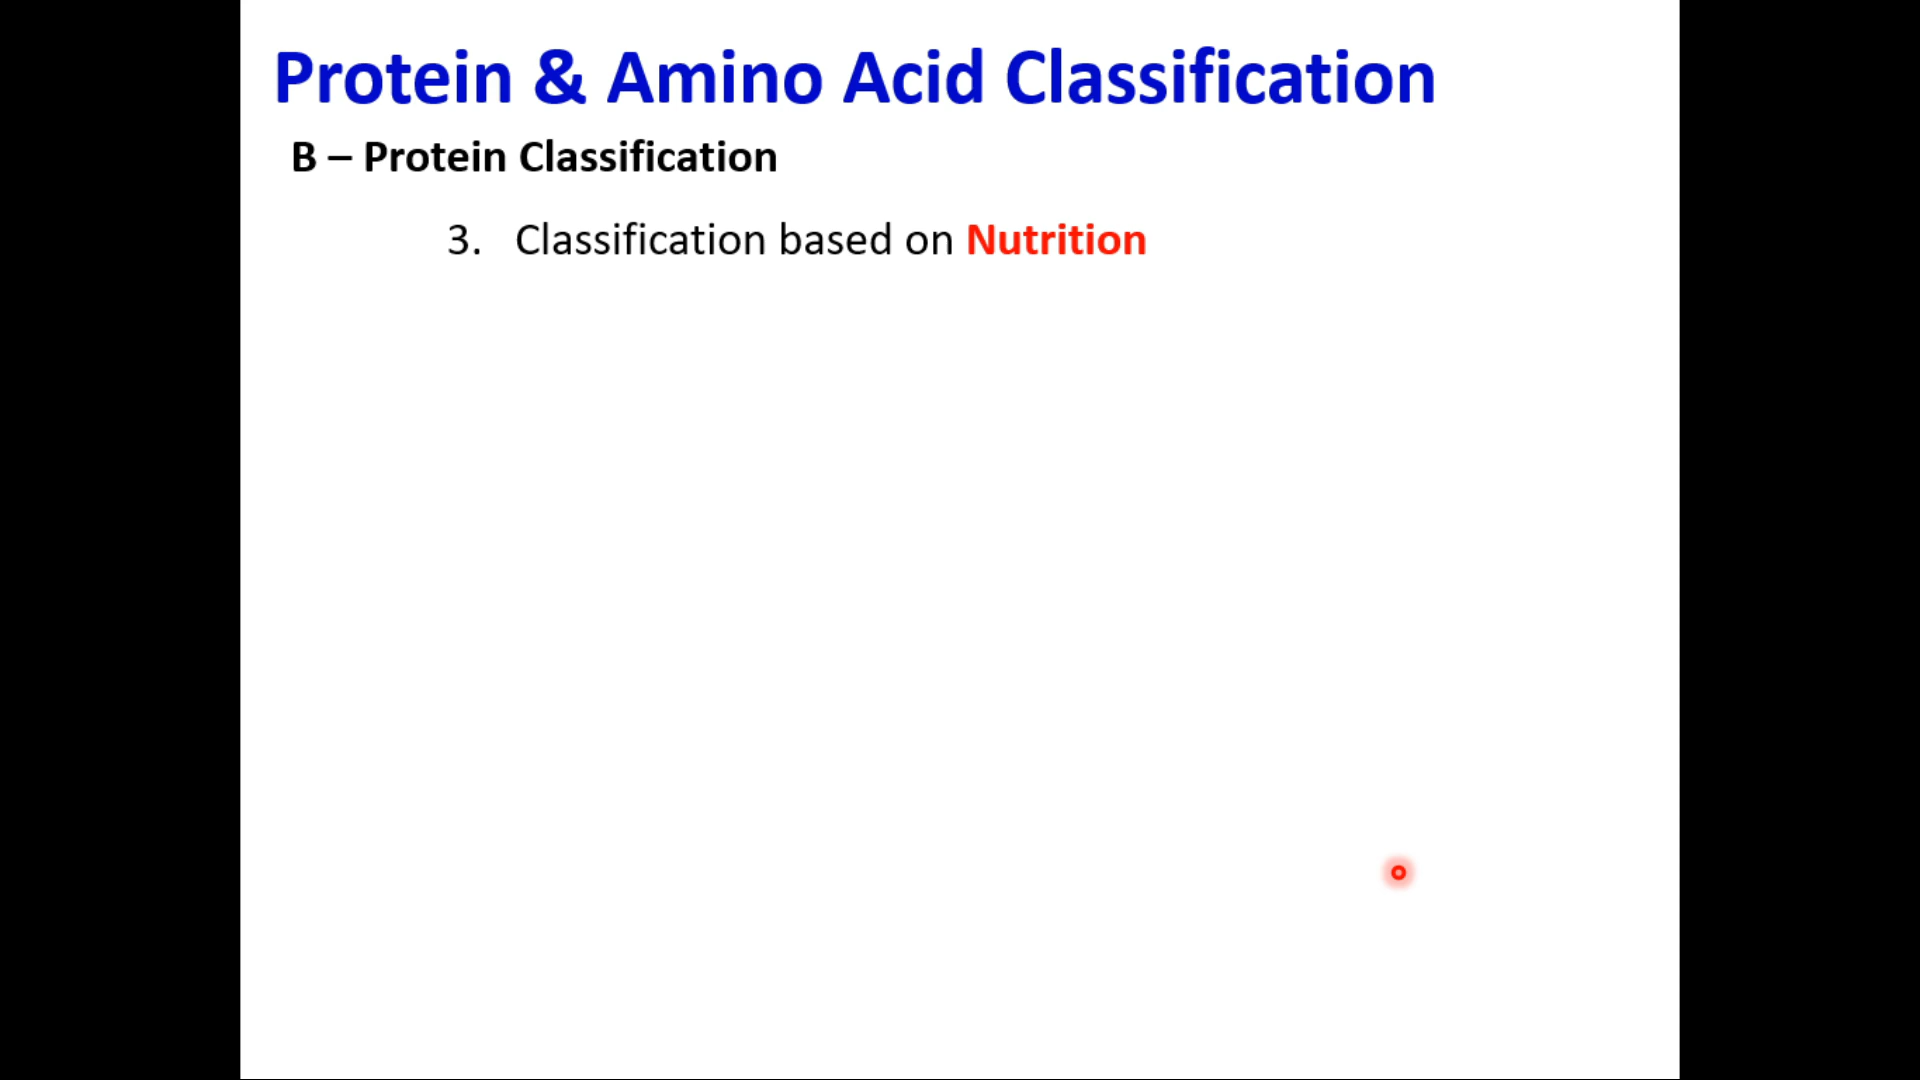 Protein & Amino Acid Classification
B – Protein Classification
3. Classification based on Nutrition